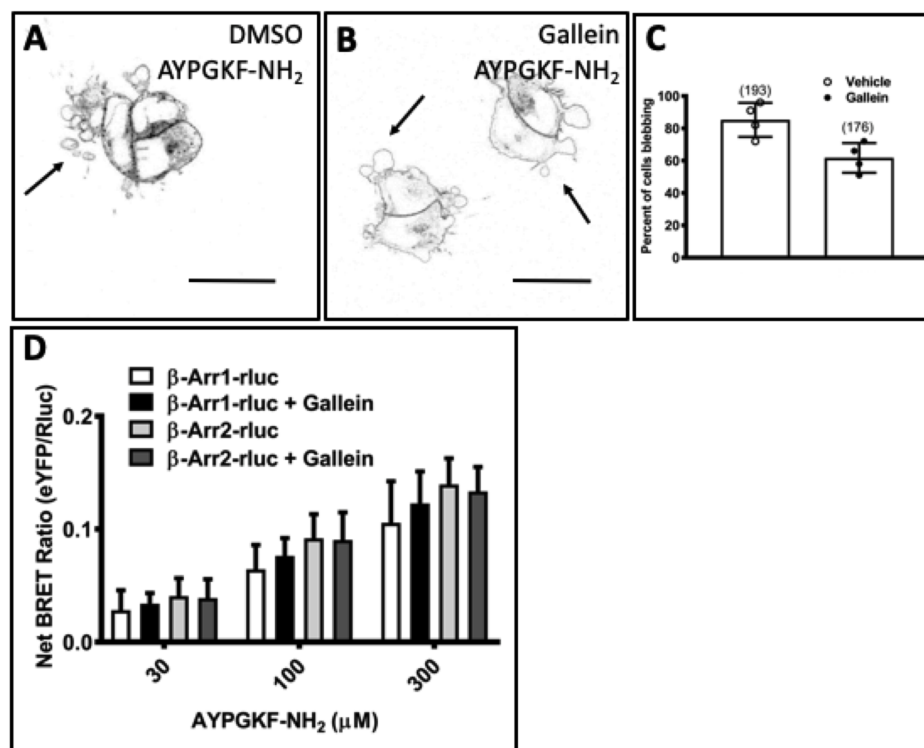 A
DMSO
AYPGKF-NH₂
B
Gallein
AYPGKF-NH₂
C
Vehicle
Gallein
(193)
(176)
Percent of cells blebbing
100
80
60
40
20
0
D
β-Arr1-rluc
β-Arr1-rluc + Gallein
β-Arr2-rluc
β-Arr2-rluc + Gallein
Net BRET Ratio (eYFP/Rluc)
0.2
0.1
0.0
30 100 300
AYPGKF-NH₂ (μM)